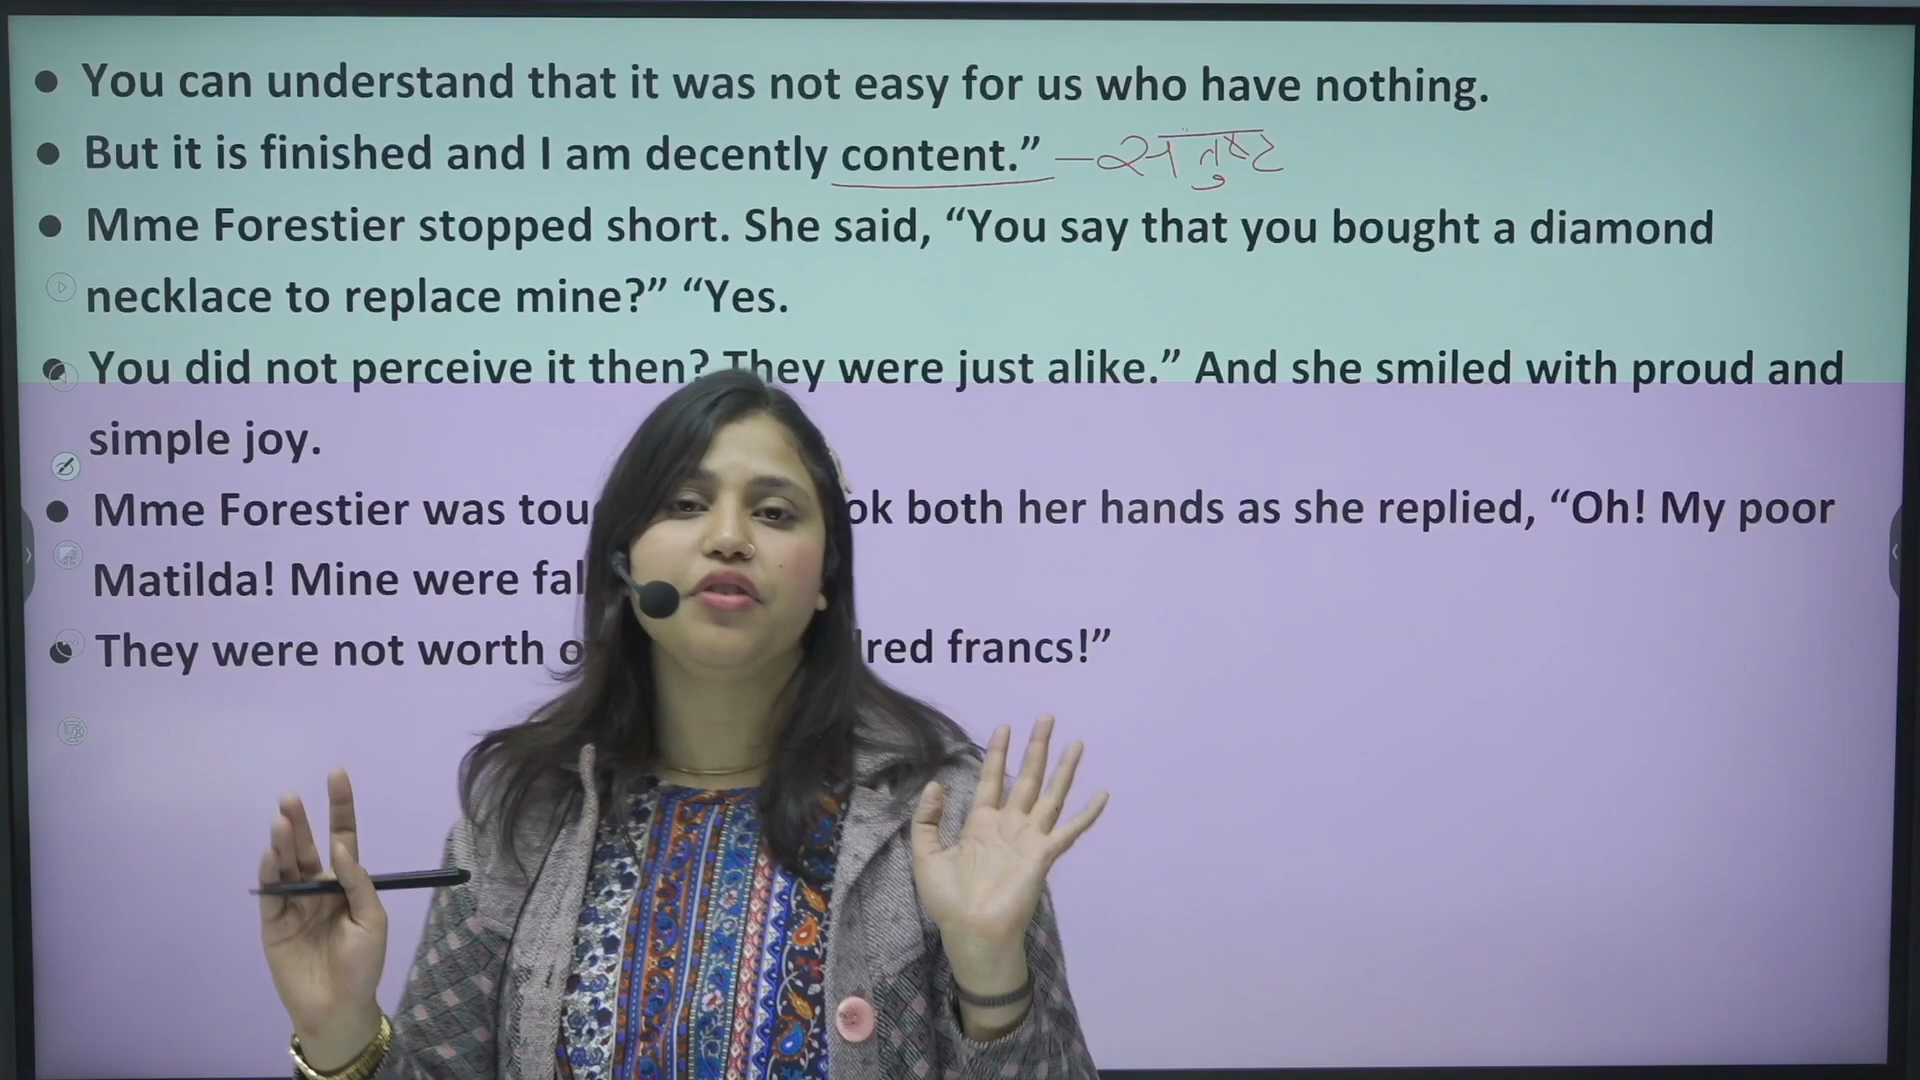 • You can understand that it was not easy for us who have nothing.
• But it is finished and I am decently content.” – संतुष्ट
• Mme Forestier stopped short. She said, “You say that you bought a diamond
necklace to replace mine?” “Yes.
• You did not perceive it then? They were just alike.” And she smiled with proud and
simple joy.
• Mme Forestier was tou ok both her hands as she replied, “Oh! My poor
Matilda! Mine were fal
• They were not worth o red francs!”